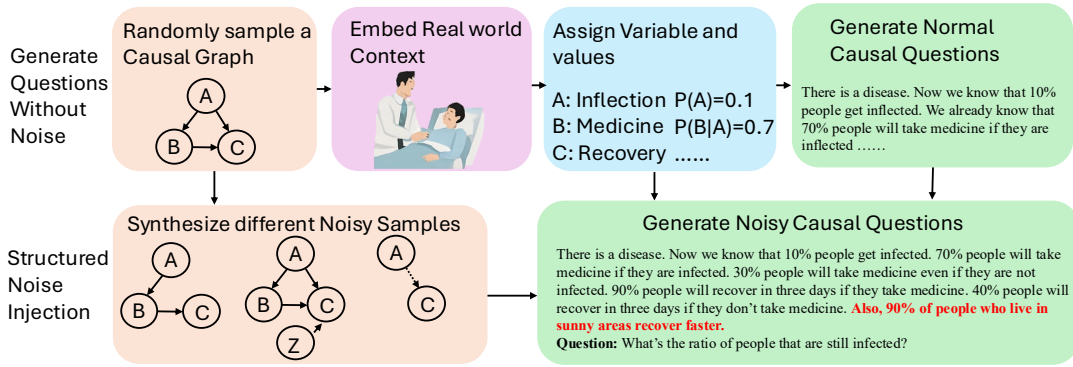 Generate
Questions
Without
Noise
Randomly sample a
Causal Graph
A
B
C
Embed Real world
Context
Assign Variable and
values
A: Inflection P(A)=0.1
B: Medicine P(B|A)=0.7
C: Recovery ......
Generate Normal
Causal Questions
There is a disease. Now we know that 10%
people get inflected. We already know that
70% people will take medicine if they are
inflected ......
Structured
Noise
Injection
Synthesize different Noisy Samples
A
B
C
A
B
C
Z
A
C
Generate Noisy Causal Questions
There is a disease. Now we know that 10% people get infected. 70% people will take
medicine if they are infected. 30% people will take medicine even if they are not
infected. 90% people will recover in three days if they take medicine. 40% people will
recover in three days if they don't take medicine. Also, 90% of people who live in
sunny areas recover faster.
Question: What's the ratio of people that are still infected?